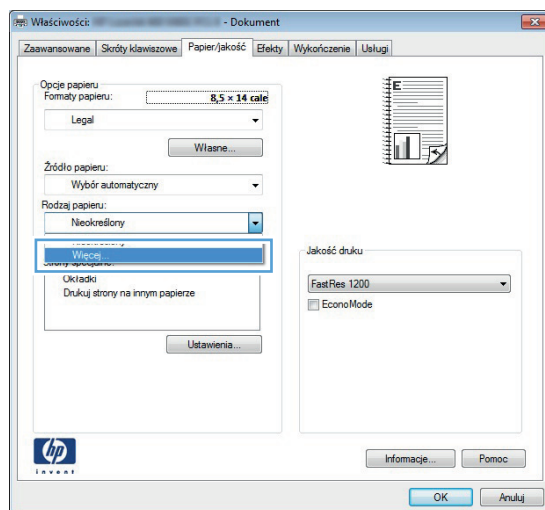 Właściwości: - Dokument
Zaawansowane Skróty klawiszowe Papier/jakość Efekty Wykończenie Usługi
Opcje papieru
Formaty papieru: 8,5 × 14 cale
Legal
Własne...
Źródło papieru:
Wybór automatyczny
Rodzaj papieru:
Nieokreślony
Więcej...
Okładki
Drukuj strony na innym papierze
Ustawienia...
E
Jakość druku
FastRes 1200
EconoMode
hp
invent
Informacje... Pomoc
OK Anuluj